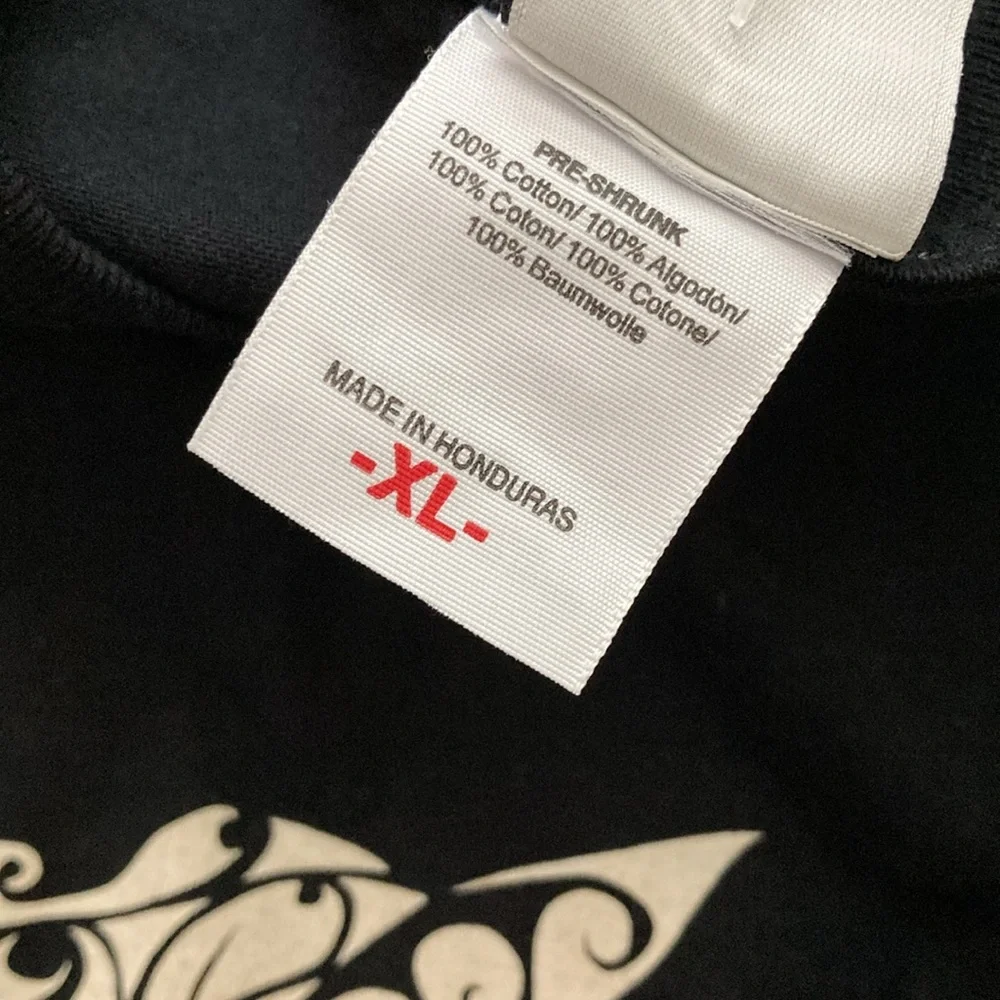 PRE-SHRUNK
100% Cotton/ 100% Algodón/
100% Coton/ 100% Cotone/
100% Baumwolle
MADE IN HONDURAS
-XL-